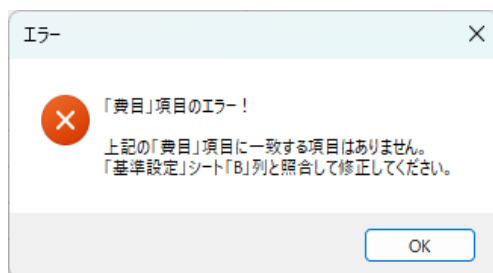 エラー
「費目」項目のエラー！
上記の「費目」項目に一致する項目はありません。
「基準設定」シート「B」列と照合して修正してください。
OK